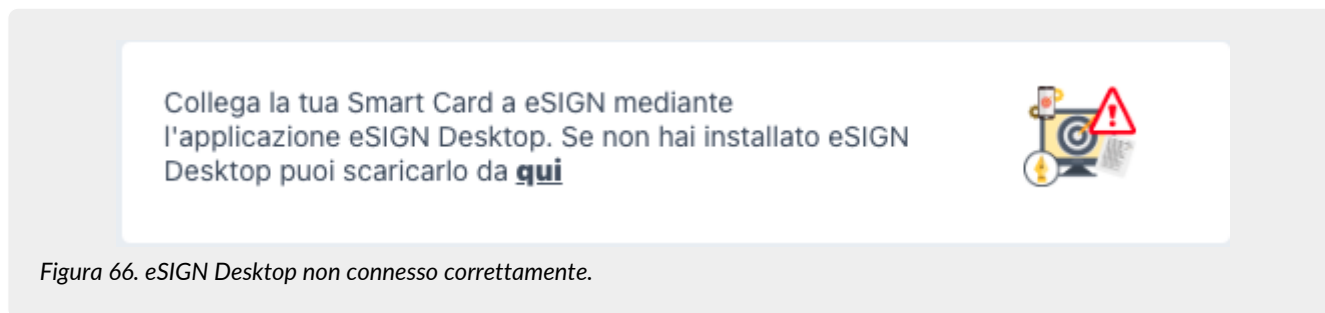 Collega la tua Smart Card a eSIGN mediante
l'applicazione eSIGN Desktop. Se non hai installato eSIGN
Desktop puoi scaricarlo da qui
Figura 66. eSIGN Desktop non connesso correttamente.